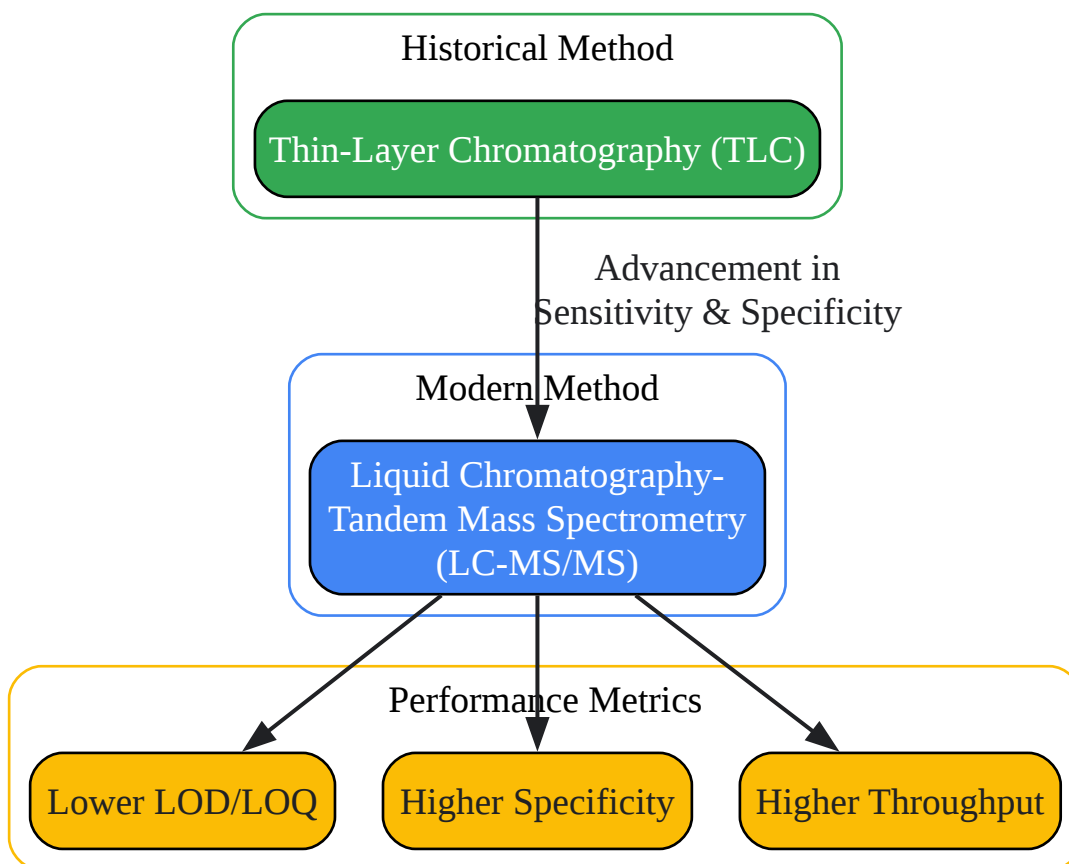 Historical Method
Thin-Layer Chromatography (TLC)
Advancement in
Sensitivity & Specificity
Modern Method
Liquid Chromatography-
Tandem Mass Spectrometry
(LC-MS/MS)
Performance Metrics
Lower LOD/LOQ
Higher Specificity
Higher Throughput